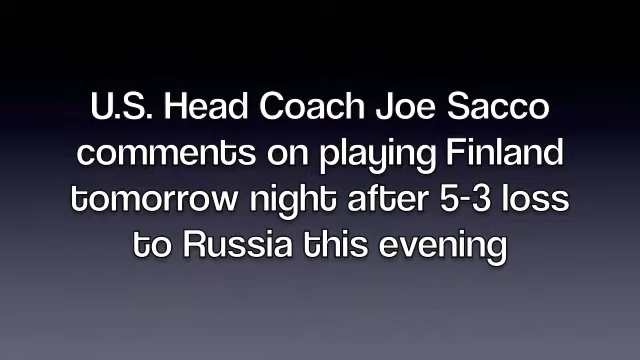 U.S. Head Coach Joe Sacco
comments on playing Finland
tomorrow night after 5-3 loss
to Russia this evening